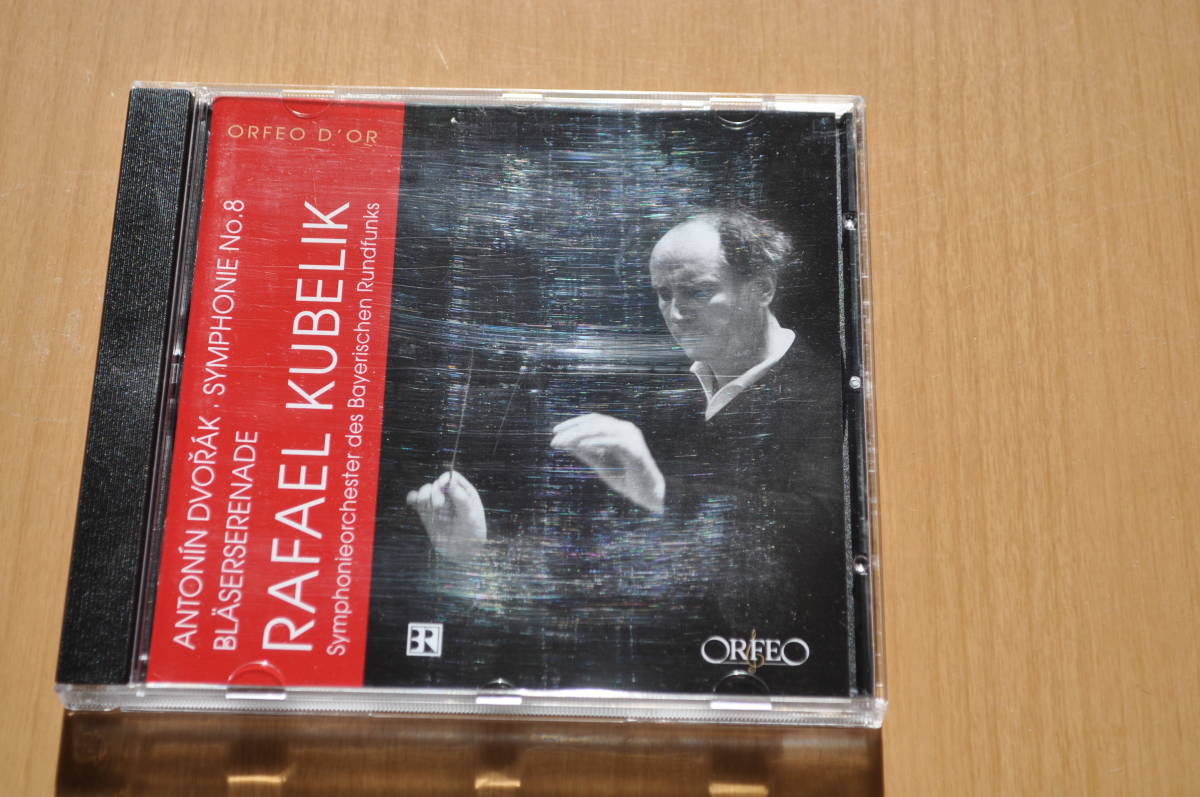 ORFEO D'OR
ANTONÍN DVOŘÁK . SYMPHONIE No.8
BLÄSERSERENADE
RAFAEL KUBELIK
Symphonieorchester des Bayerischen Rundfunks
BR
ORFEO